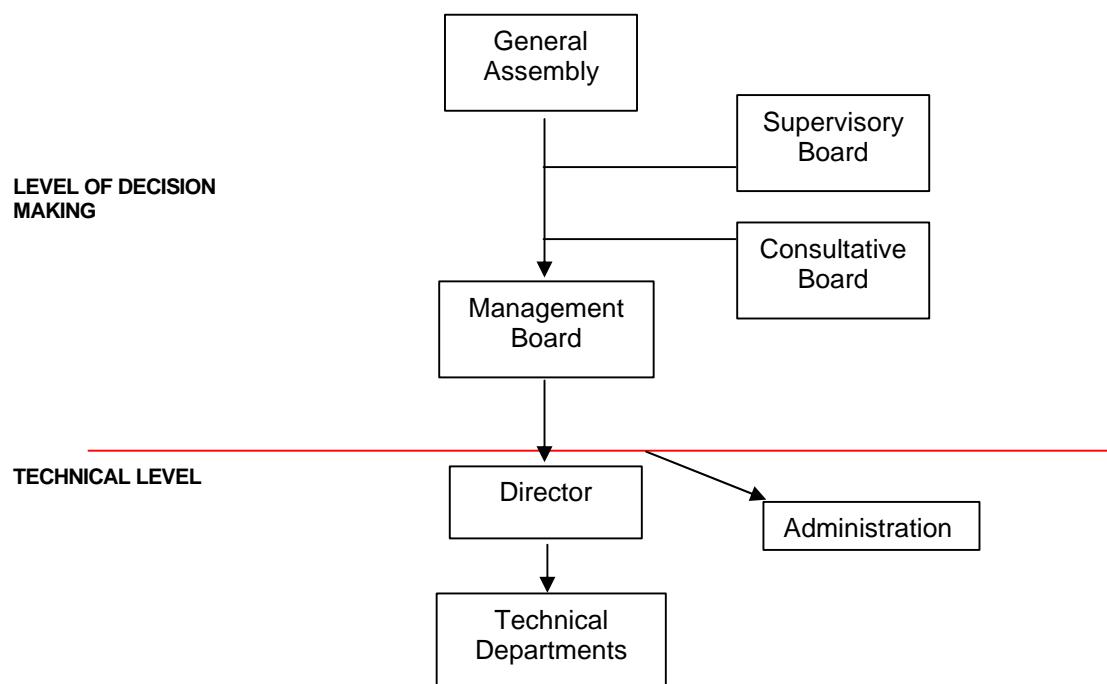 General
Assembly
Supervisory
Board
LEVEL OF DECISION
MAKING
Consultative
Board
Management
Board
TECHNICAL LEVEL
Director
Administration
Technical
Departments